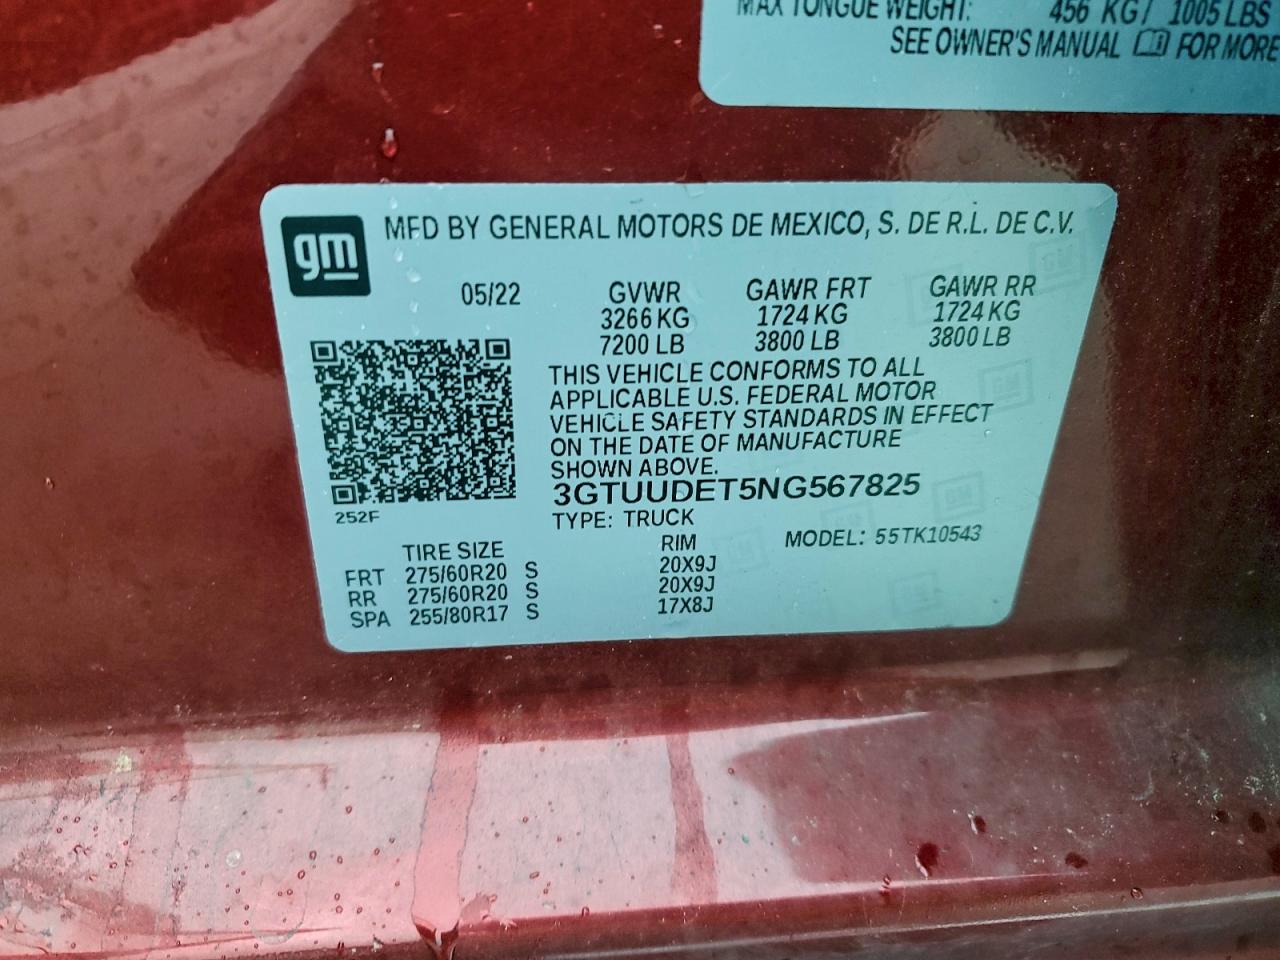 MAX TONGUE WEIGHT: 456 KG / 1005 LBS
SEE OWNER'S MANUAL FOR MORE
gm
MFD BY GENERAL MOTORS DE MEXICO, S. DE R.L. DE C.V.
05/22 GVWR GAWR FRT GAWR RR
3266 KG 1724 KG 1724 KG
7200 LB 3800 LB 3800 LB
THIS VEHICLE CONFORMS TO ALL
APPLICABLE U.S. FEDERAL MOTOR
VEHICLE SAFETY STANDARDS IN EFFECT
ON THE DATE OF MANUFACTURE
SHOWN ABOVE.
3GTUUDET5NG567825
252F
TYPE: TRUCK
MODEL: 55TK10543
TIRE SIZE RIM
FRT 275/60R20 S 20X9J
RR 275/60R20 S 20X9J
SPA 255/80R17 S 17X8J